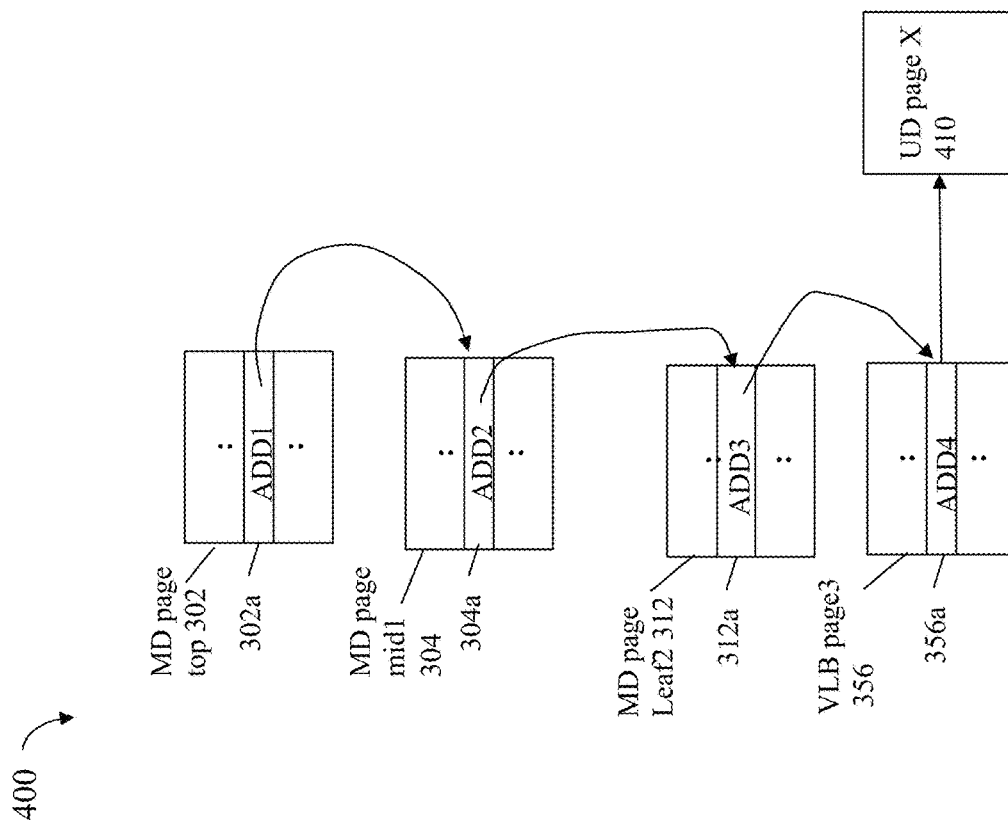 400
MD page
top 302
302a
:
ADD1
:
MD page
mid1
304
304a
:
ADD2
:
MD page
Leaf2 312
312a
:
ADD3
:
VLB page3
356
356a
:
ADD4
:
UD page X
410